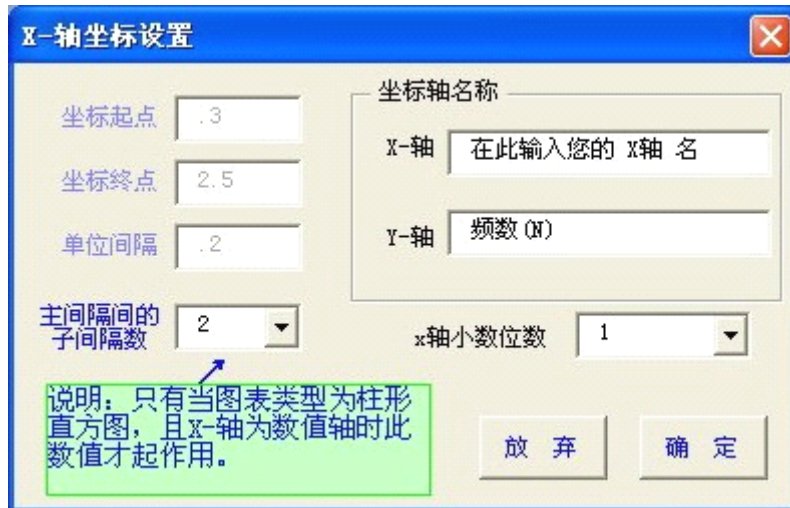 X-轴坐标设置
坐标起点
.3
坐标终点
2.5
单位间隔
.2
主间隔间的
子间隔数
2
说明：只有当图表类型为柱形
直方图，且X-轴为数值轴时此
数值才起作用。
坐标轴名称
X-轴
在此输入您的 X轴 名
Y-轴
频数(N)
x轴小数位数
1
放 弃
确 定